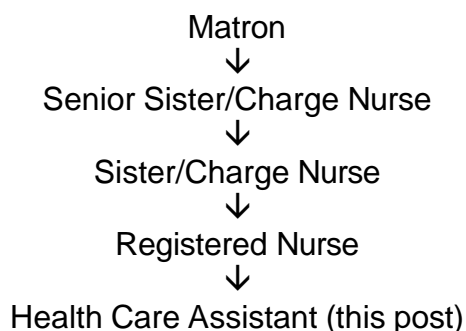 Matron
↓
Senior Sister/Charge Nurse
↓
Sister/Charge Nurse
↓
Registered Nurse
↓
Health Care Assistant (this post)